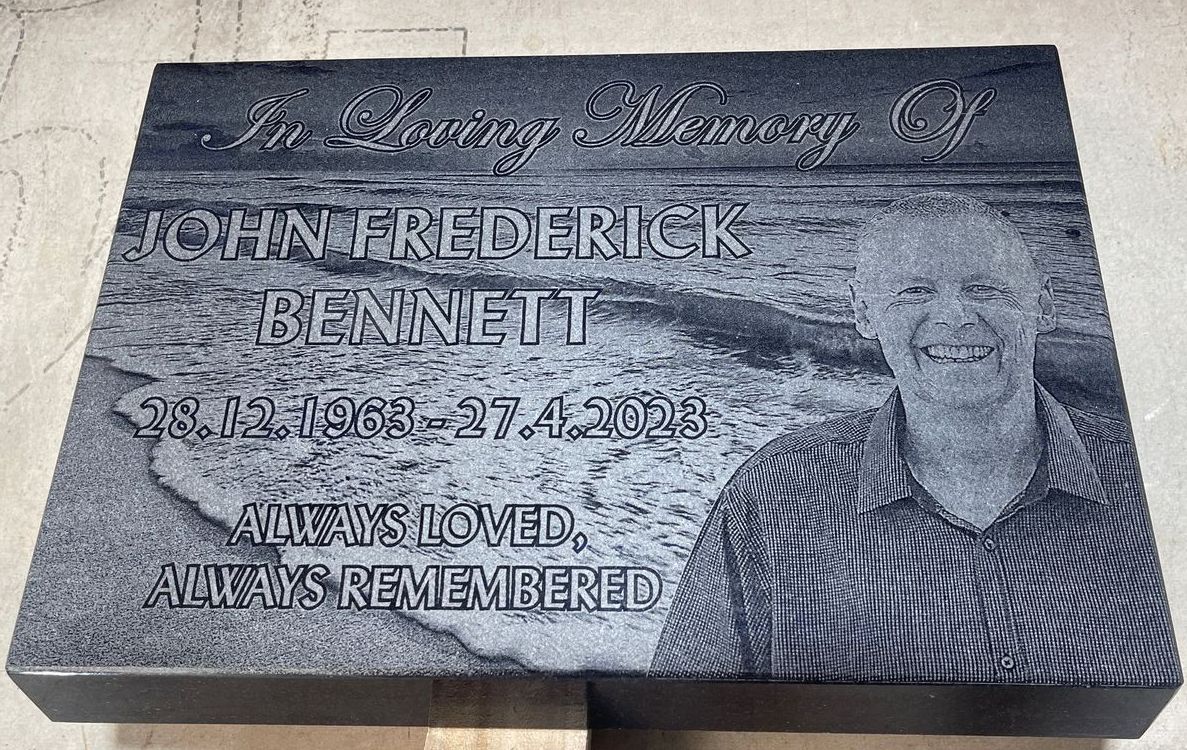 In Loving Memory Of
JOHN FREDERICK
BENNETT
28.12.1963 - 27.4.2023
ALWAYS LOVED,
ALWAYS REMEMBERED